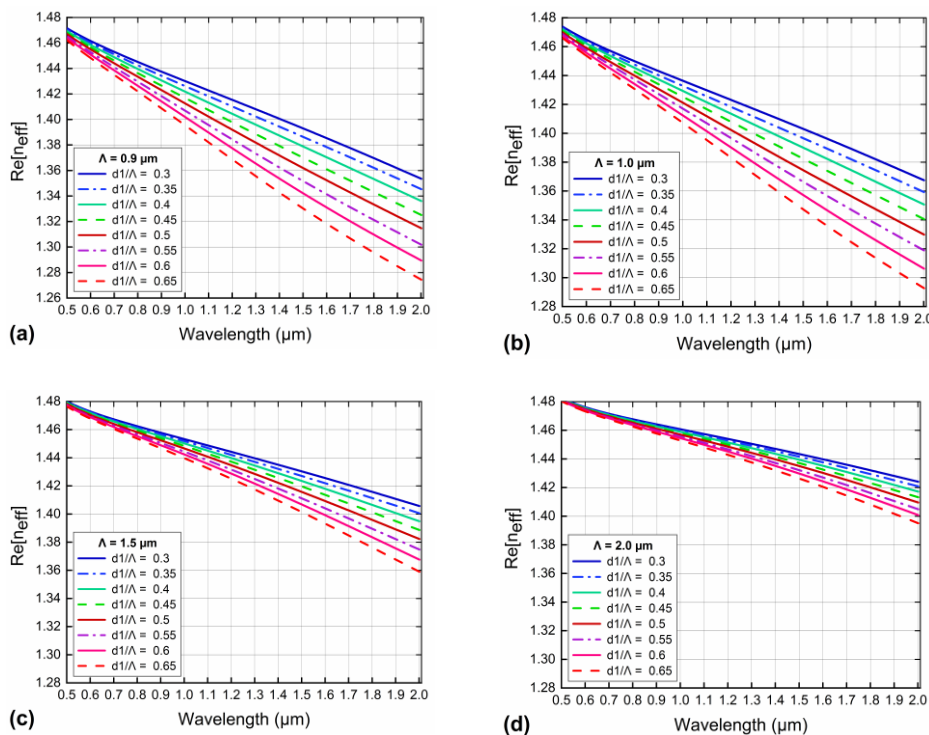 1.48
1.46
1.44
1.42
1.40
1.38
1.36
1.34
1.32
1.30
1.28
1.26
Re[neff]
Λ = 0.9 µm
d1/Λ = 0.3
d1/Λ = 0.35
d1/Λ = 0.4
d1/Λ = 0.45
d1/Λ = 0.5
d1/Λ = 0.55
d1/Λ = 0.6
d1/Λ = 0.65
0.5 0.6 0.7 0.8 0.9 1.0 1.1 1.2 1.3 1.4 1.5 1.6 1.7 1.8 1.9 2.0
Wavelength (µm)
(a)
1.48
1.46
1.44
1.42
1.40
1.38
1.36
1.34
1.32
1.30
1.28
Re[neff]
Λ = 1.0 µm
d1/Λ = 0.3
d1/Λ = 0.35
d1/Λ = 0.4
d1/Λ = 0.45
d1/Λ = 0.5
d1/Λ = 0.55
d1/Λ = 0.6
d1/Λ = 0.65
0.5 0.6 0.7 0.8 0.9 1.0 1.1 1.2 1.3 1.4 1.5 1.6 1.7 1.8 1.9 2.0
Wavelength (µm)
(b)
1.48
1.46
1.44
1.42
1.40
1.38
1.36
1.34
1.32
1.30
1.28
Re[neff]
Λ = 1.5 µm
d1/Λ = 0.3
d1/Λ = 0.35
d1/Λ = 0.4
d1/Λ = 0.45
d1/Λ = 0.5
d1/Λ = 0.55
d1/Λ = 0.6
d1/Λ = 0.65
0.5 0.6 0.7 0.8 0.9 1.0 1.1 1.2 1.3 1.4 1.5 1.6 1.7 1.8 1.9 2.0
Wavelength (µm)
(c)
1.48
1.46
1.44
1.42
1.40
1.38
1.36
1.34
1.32
1.30
1.28
Re[neff]
Λ = 2.0 µm
d1/Λ = 0.3
d1/Λ = 0.35
d1/Λ = 0.4
d1/Λ = 0.45
d1/Λ = 0.5
d1/Λ = 0.55
d1/Λ = 0.6
d1/Λ = 0.65
0.5 0.6 0.7 0.8 0.9 1.0 1.1 1.2 1.3 1.4 1.5 1.6 1.7 1.8 1.9 2.0
Wavelength (µm)
(d)